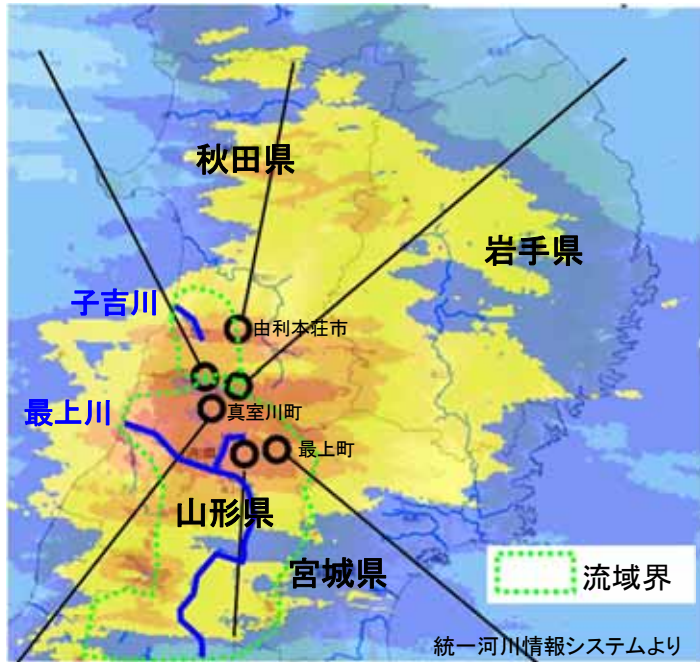 秋田県
岩手県
子吉川
由利本荘市
最上川
真室川町
最上町
山形県
宮城県
流域界
統一河川情報システムより